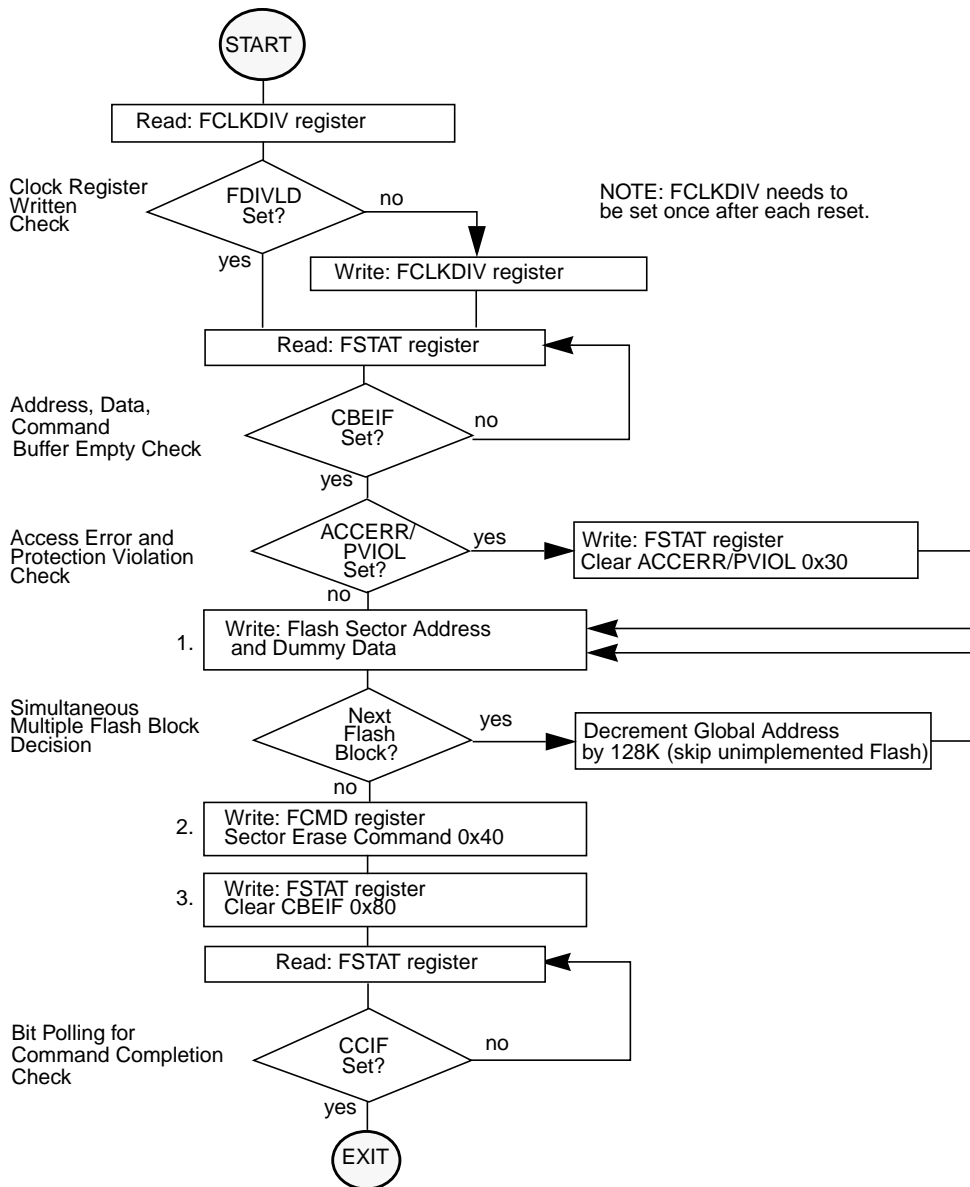 START
Read: FCLKDIV register
Clock Register
Written
Check
FDIVLD
Set?
no
yes
NOTE: FCLKDIV needs to
be set once after each reset.
Write: FCLKDIV register
Read: FSTAT register
Address, Data,
Command
Buffer Empty Check
CBEIF
Set?
no
yes
Access Error and
Protection Violation
Check
ACCERR/
PVIOL
Set?
yes
no
Write: FSTAT register
Clear ACCERR/PVIOL 0x30
1.
Write: Flash Sector Address
and Dummy Data
Simultaneous
Multiple Flash Block
Decision
Next
Flash
Block?
yes
no
Decrement Global Address
by 128K (skip unimplemented Flash)
2.
Write: FCMD register
Sector Erase Command 0x40
3.
Write: FSTAT register
Clear CBEIF 0x80
Read: FSTAT register
Bit Polling for
Command Completion
Check
CCIF
Set?
no
yes
EXIT